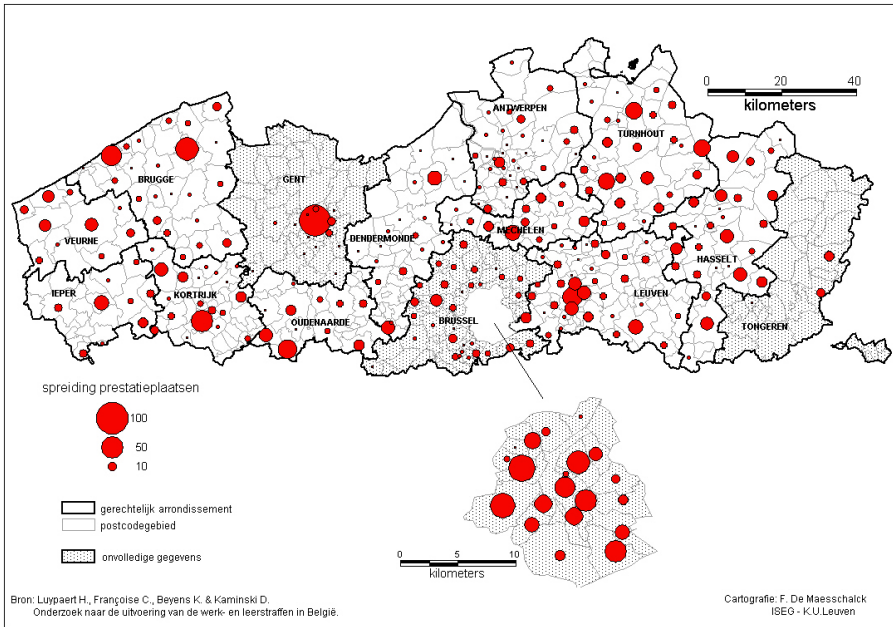 0 20 40
kilometers
ANTWERPEN
TURNHOUT
BRUGGE
GENT
DENDERMONDE
MECHELEN
VEURNE
HASSELT
IEPER
KORTRIJK
LEUVEN
OUDENAARDE
BRUSSEL
TONGEREN
spreiding prestatieplaatsen
100
50
10
gerechtelijk arrondissement
postcodegebied
onvolledige gegevens
0 5 10
kilometers
Bron: Luypaert H., Françoise C., Beyens K. & Kaminski D.
Onderzoek naar de uitvoering van de werk- en leerstraffen in België.
Cartografie: F. De Maesschalck
ISEG - K.U.Leuven